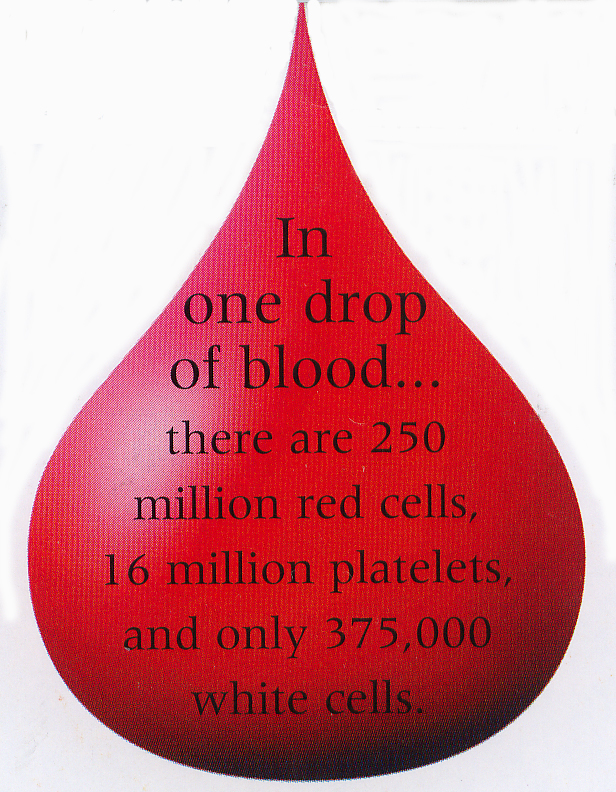 In
one drop
of blood...
there are 250
million red cells,
16 million platelets,
and only 375,000
white cells.